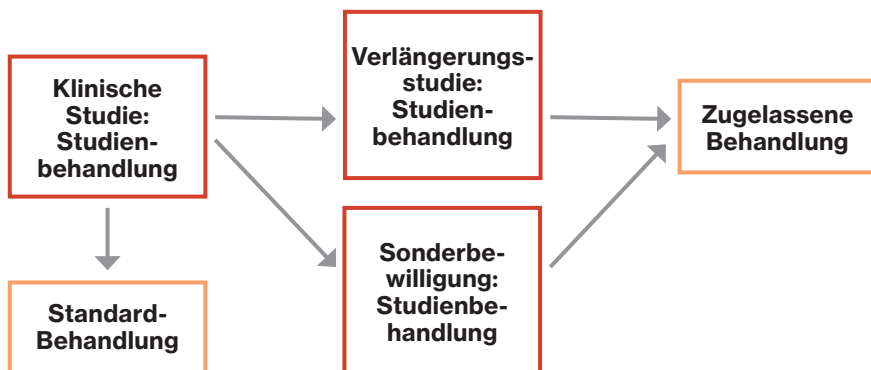 Klinische
Studie:
Studien-
behandlung
Verlängerungs-
studie:
Studien-
behandlung
Zugelassene
Behandlung
Standard-
Behandlung
Sonderbe-
willigung:
Studienbe-
handlung